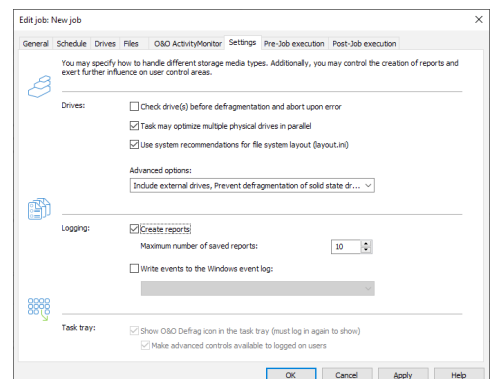 Edit job: New job
General Schedule Drives Files O&O ActivityMonitor Settings Pre-Job execution Post-Job execution
You may specify how to handle different storage media types. Additionally, you may control the creation of reports and
exert further influence on user control areas.
Drives:
Check drive(s) before defragmentation and abort upon error
Task may optimize multiple physical drives in parallel
Use system recommendations for file system layout (layout.ini)
Advanced options:
Include external drives, Prevent defragmentation of solid state dr...
Logging:
Create reports
Maximum number of saved reports: 10
Write events to the Windows event log:
Task tray:
Show O&O Defrag icon in the task tray (must log in again to show)
Make advanced controls available to logged on users
OK Cancel Apply Help